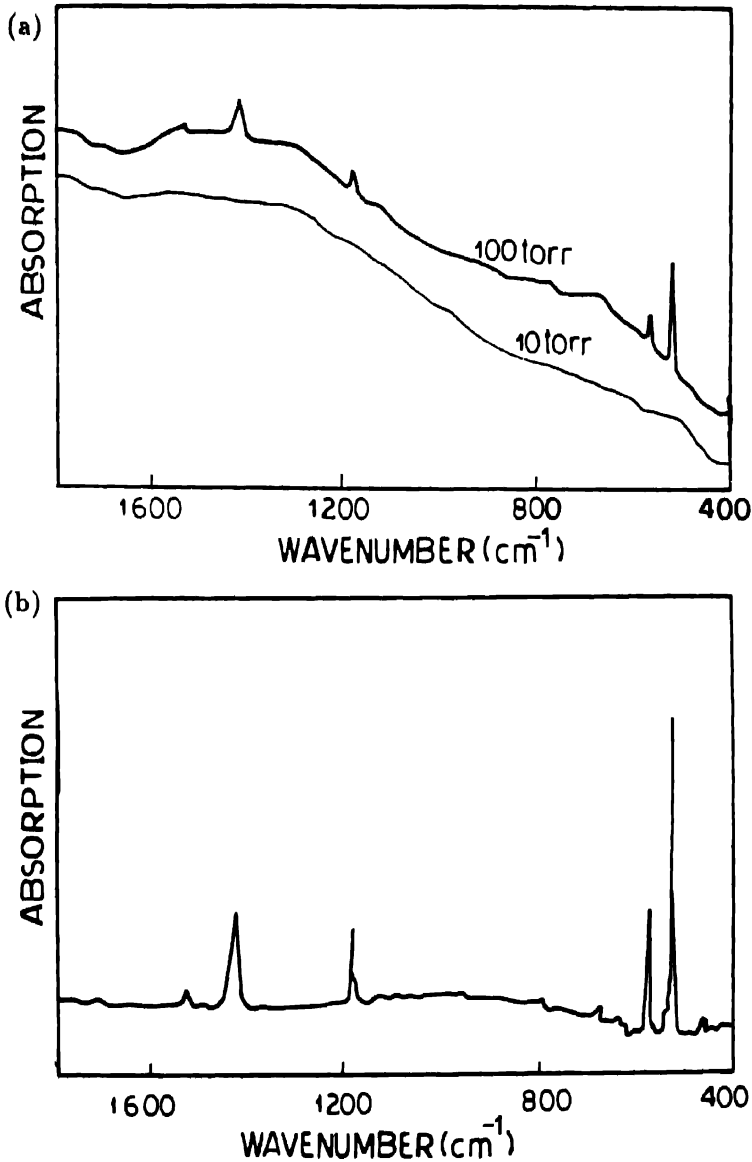 (a)
ABSORPTION
100 torr
10 torr
1600 1200 800 400
WAVENUMBER (cm-1)
(b)
ABSORPTION
1600 1200 800 400
WAVENUMBER (cm-1)